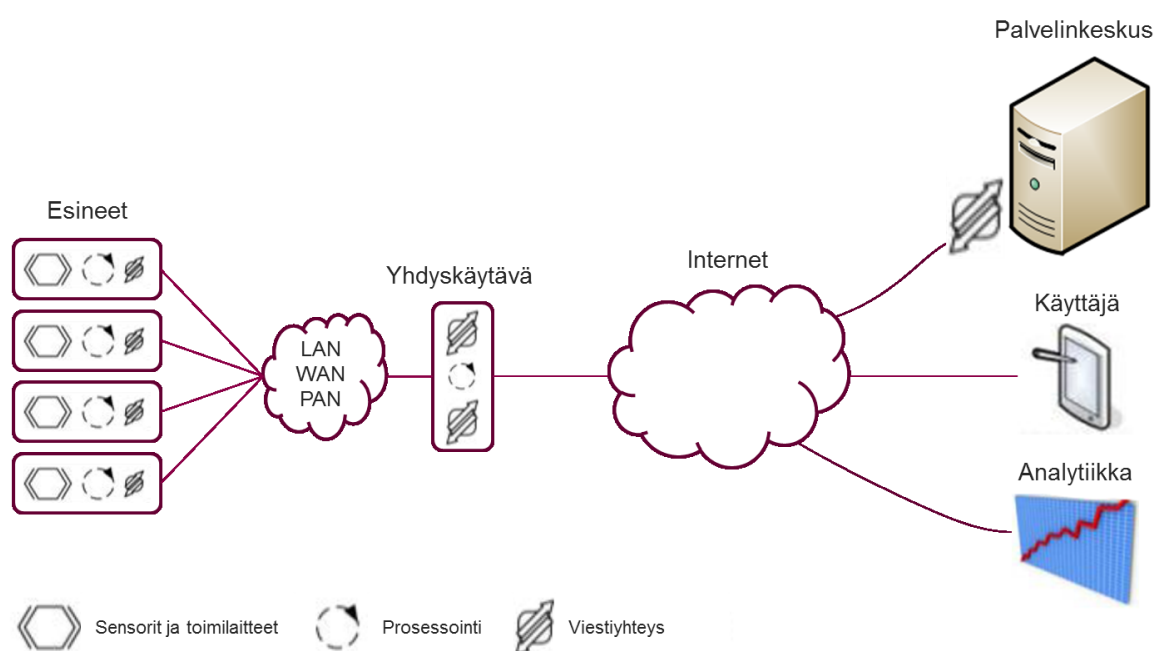 Palvelinkeskus
Esineet
Yhdyskäytävä
Internet
Käyttäjä
LAN
WAN
PAN
Analytiikka
Sensorit ja toimilaitteet
Prosessointi
Viestiyhteys